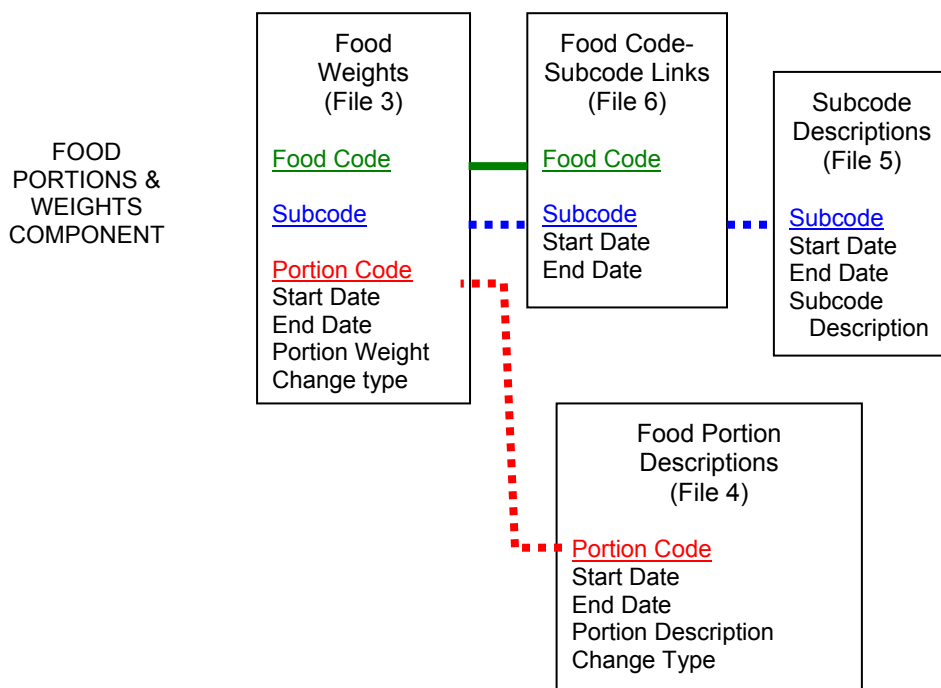 FOOD
PORTIONS &
WEIGHTS
COMPONENT
Food
Weights
(File 3)
Food Code
Subcode
Portion Code
Start Date
End Date
Portion Weight
Change type
Food Code-
Subcode Links
(File 6)
Food Code
Subcode
Start Date
End Date
Subcode
Descriptions
(File 5)
Subcode
Start Date
End Date
Subcode
Description
Food Portion
Descriptions
(File 4)
Portion Code
Start Date
End Date
Portion Description
Change Type